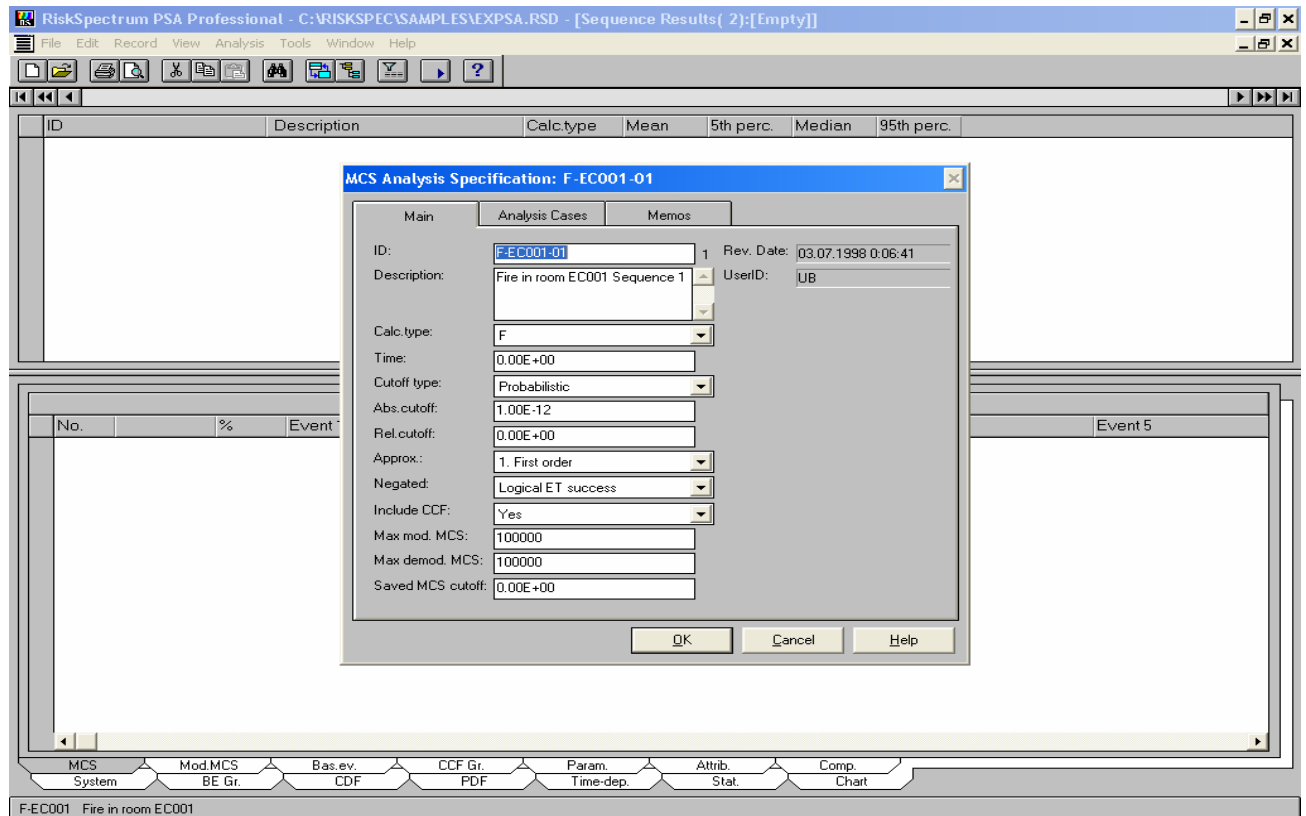 RiskSpectrum PSA Professional - C:\RISKSPEC\SAMPLES\EXPSA.RSD - [Sequence Results( 2):[Empty]]
File Edit Record View Analysis Tools Window Help
ID Description Calc.type Mean 5th perc. Median 95th perc.
MCS Analysis Specification: F-EC001-01
Main Analysis Cases Memos
ID: F-EC001-01 1 Rev. Date: 03.07.1998 0:06:41
Description: Fire in room EC001 Sequence 1 UserID: UB
Calc.type: F
Time: 0.00E+00
Cutoff type: Probabilistic
Abs.cutoff: 1.00E-12
Rel.cutoff: 0.00E+00
Approx.: 1. First order
Negated: Logical ET success
Include CCF: Yes
Max mod. MCS: 100000
Max demod. MCS: 100000
Saved MCS cutoff: 0.00E+00
OK Cancel Help
No. % Event Event 5
MCS Mod.MCS Bas.ev. CCF Gr. Param. Attrib. Comp.
System BE Gr. CDF PDF Time-dep. Stat. Chart
F-EC001 Fire in room EC001